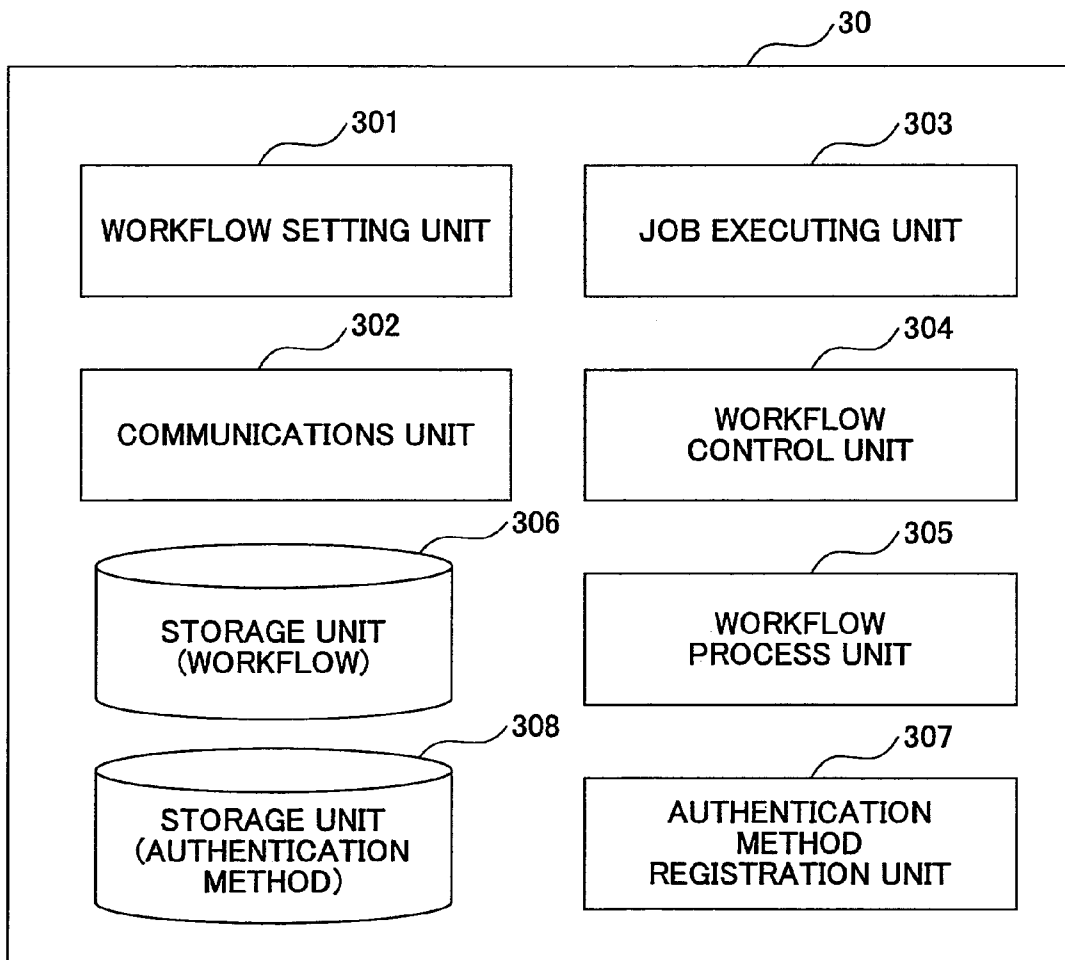 30
301
WORKFLOW SETTING UNIT
303
JOB EXECUTING UNIT
302
COMMUNICATIONS UNIT
304
WORKFLOW
CONTROL UNIT
306
STORAGE UNIT
(WORKFLOW)
305
WORKFLOW
PROCESS UNIT
308
STORAGE UNIT
(AUTHENTICATION
METHOD)
307
AUTHENTICATION
METHOD
REGISTRATION UNIT